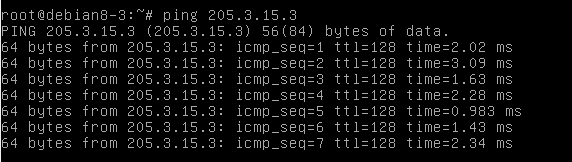 root@debian8-3:~# ping 205.3.15.3
PING 205.3.15.3 (205.3.15.3) 56(84) bytes of data.
64 bytes from 205.3.15.3: icmp_seq=1 ttl=128 time=2.02 ms
64 bytes from 205.3.15.3: icmp_seq=2 ttl=128 time=3.09 ms
64 bytes from 205.3.15.3: icmp_seq=3 ttl=128 time=1.63 ms
64 bytes from 205.3.15.3: icmp_seq=4 ttl=128 time=2.28 ms
64 bytes from 205.3.15.3: icmp_seq=5 ttl=128 time=0.983 ms
64 bytes from 205.3.15.3: icmp_seq=6 ttl=128 time=1.43 ms
64 bytes from 205.3.15.3: icmp_seq=7 ttl=128 time=2.34 ms